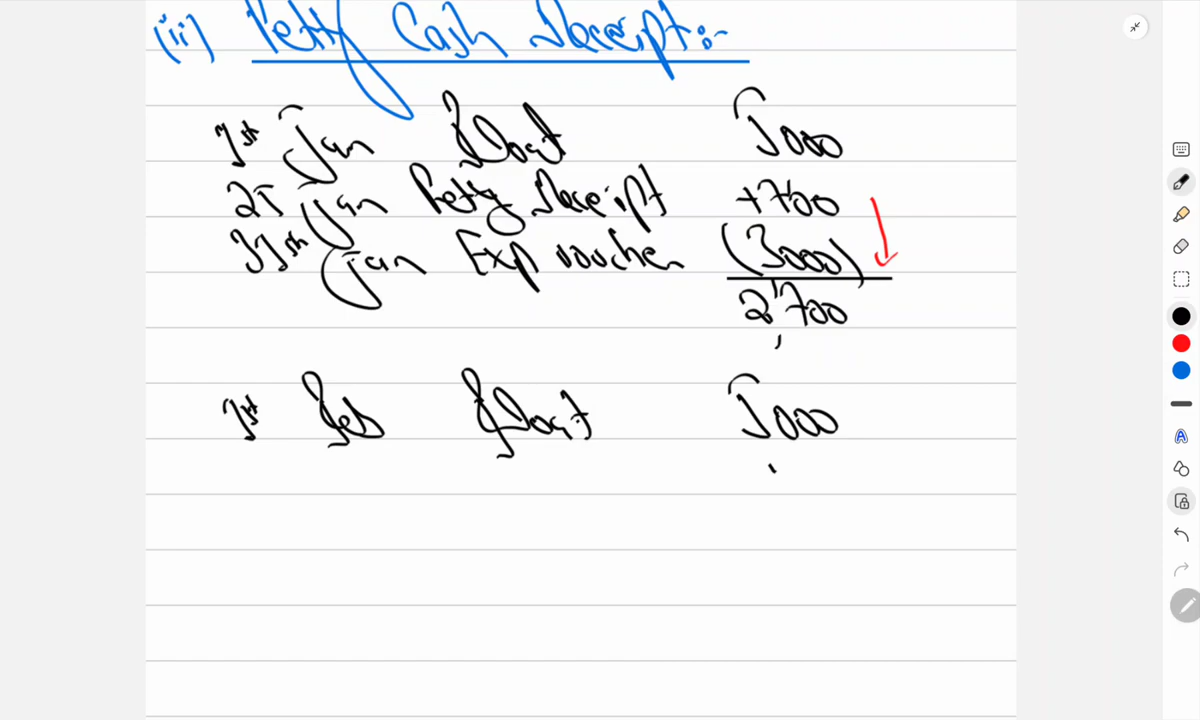 (iii) Petty Cash Receipt:-
1st Jan Float 5000
25 Jan Petty Receipt +700
31st Jan Exp voucher (3000)
2,700
1st Feb Float 5000